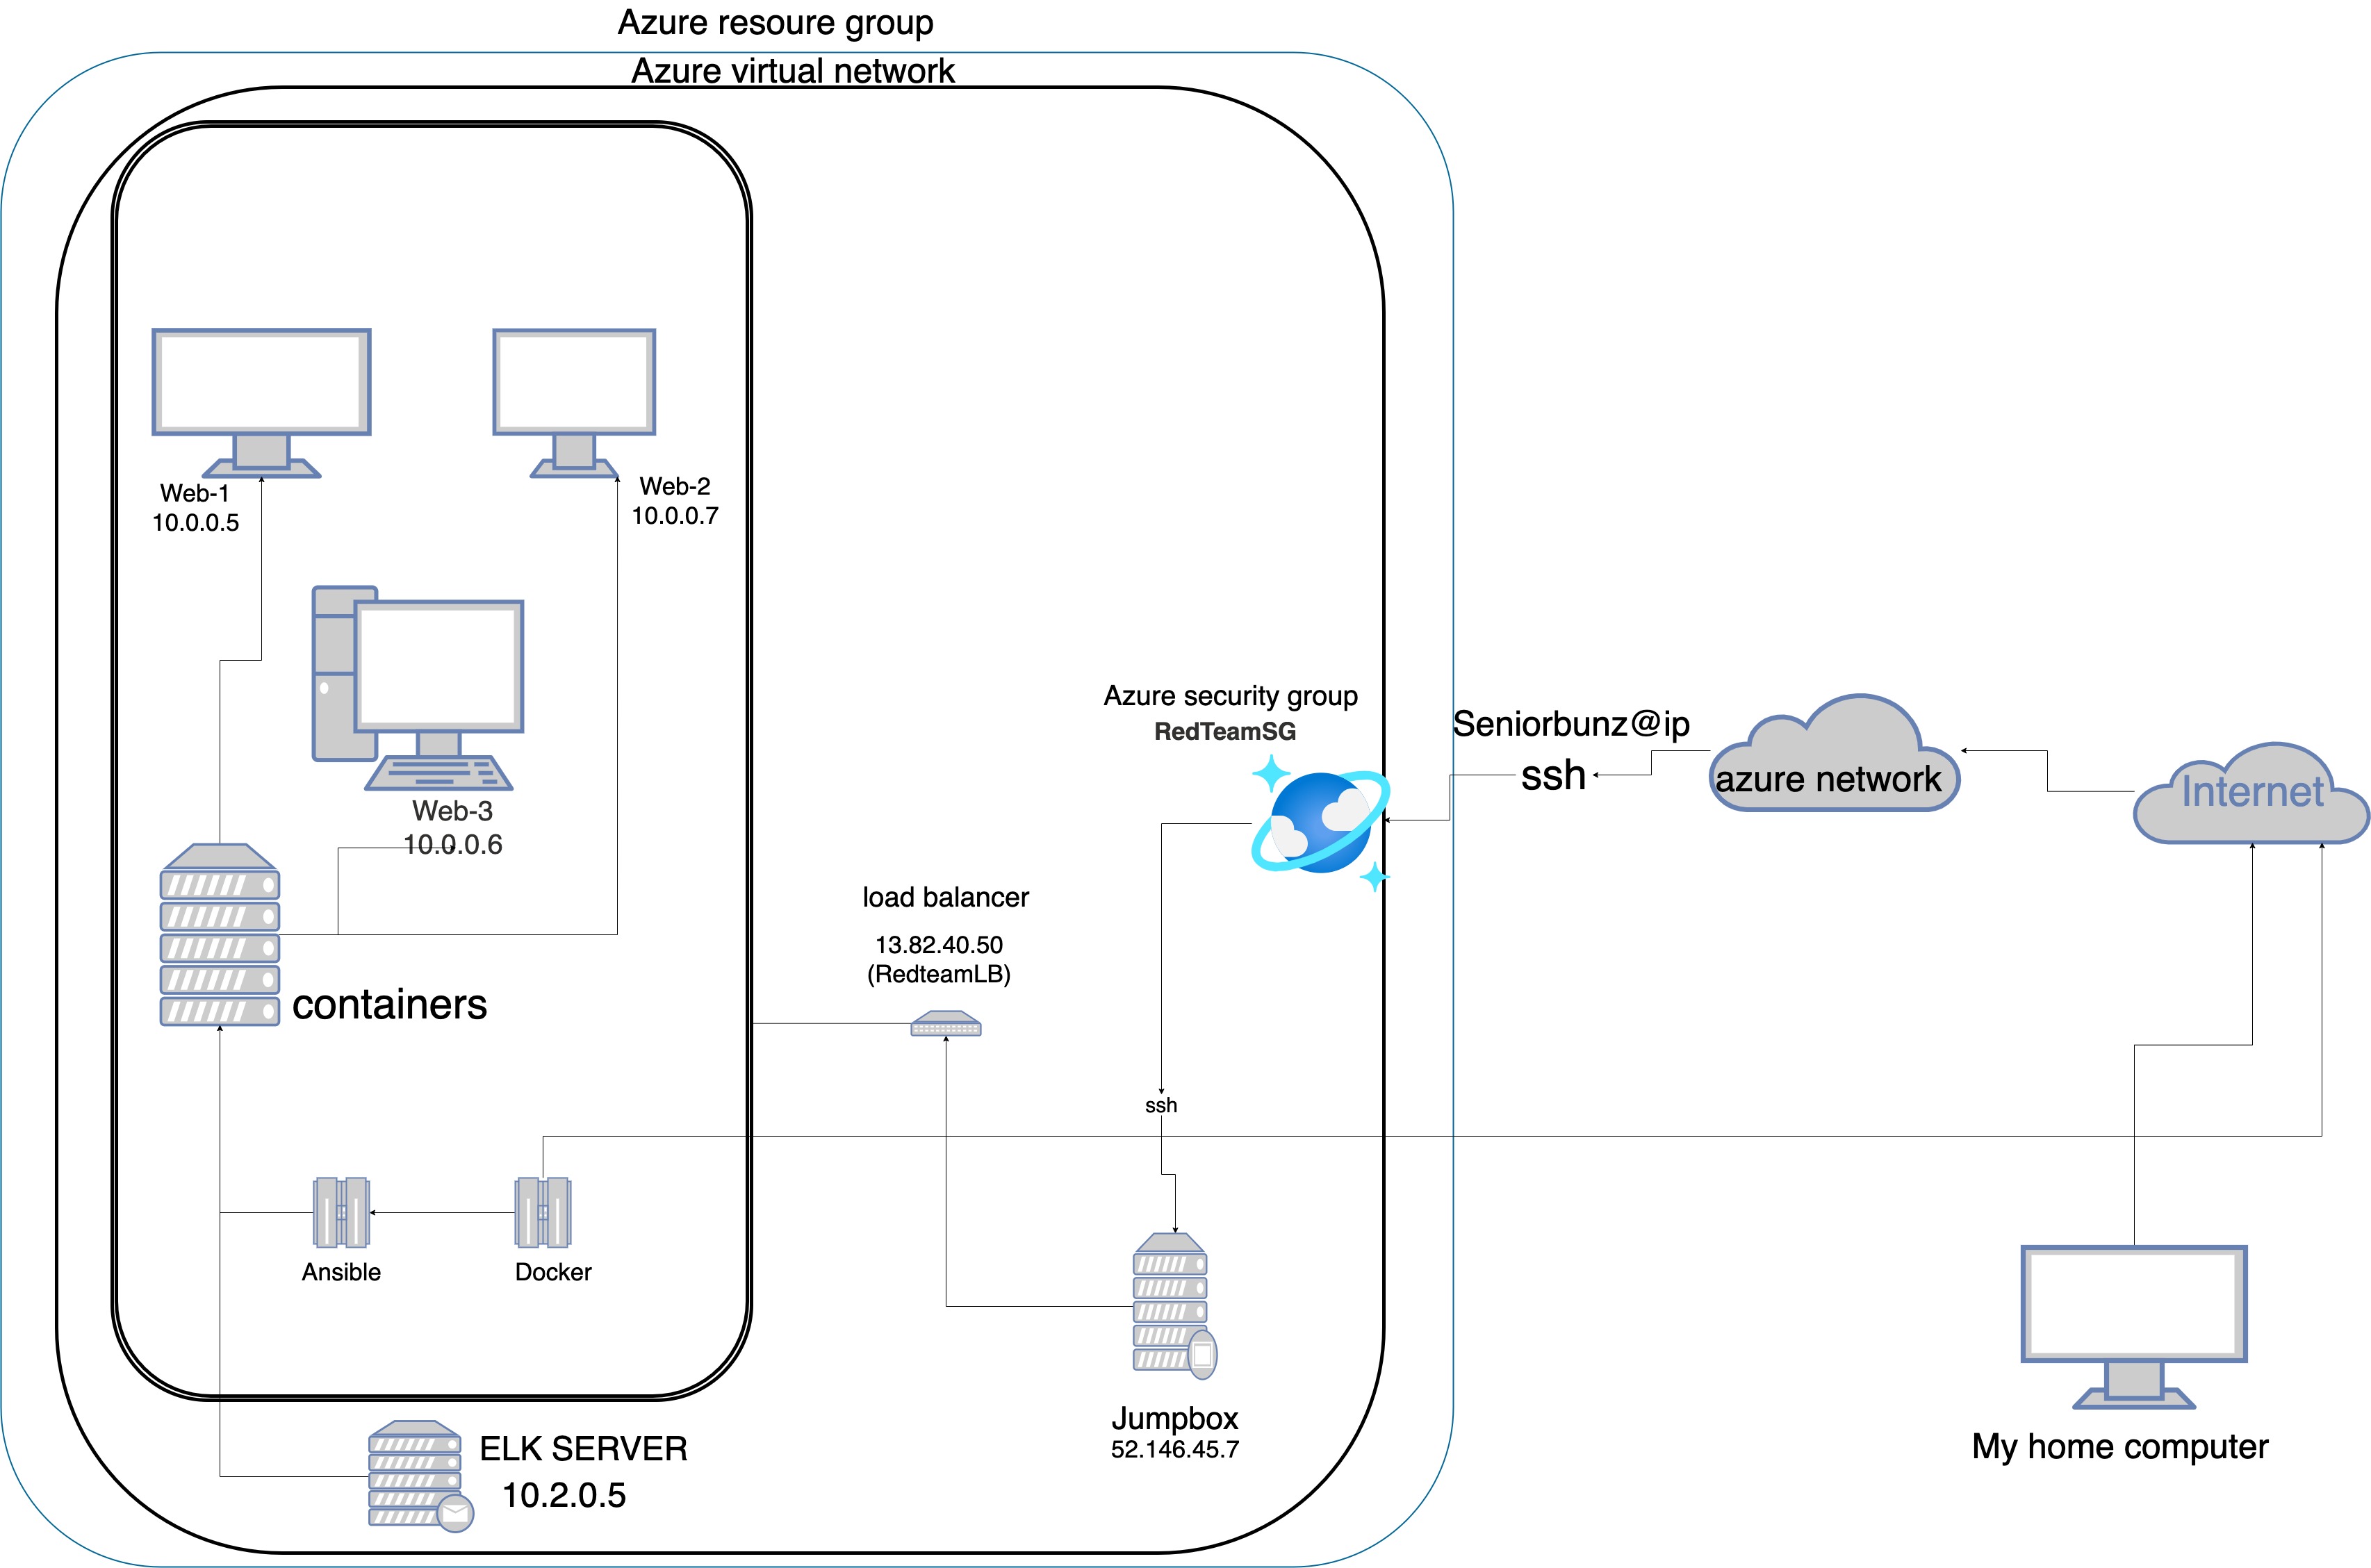 Azure resoure group
Azure virtual network
Web-1
10.0.0.5
Web-2
10.0.0.7
Web-3
10.0.0.6
containers
Ansible
Docker
ELK SERVER
10.2.0.5
load balancer
13.82.40.50
(RedteamLB)
Azure security group
RedTeamSG
ssh
Jumpbox
52.146.45.7
Seniorbunz@ip
ssh
azure network
Internet
My home computer